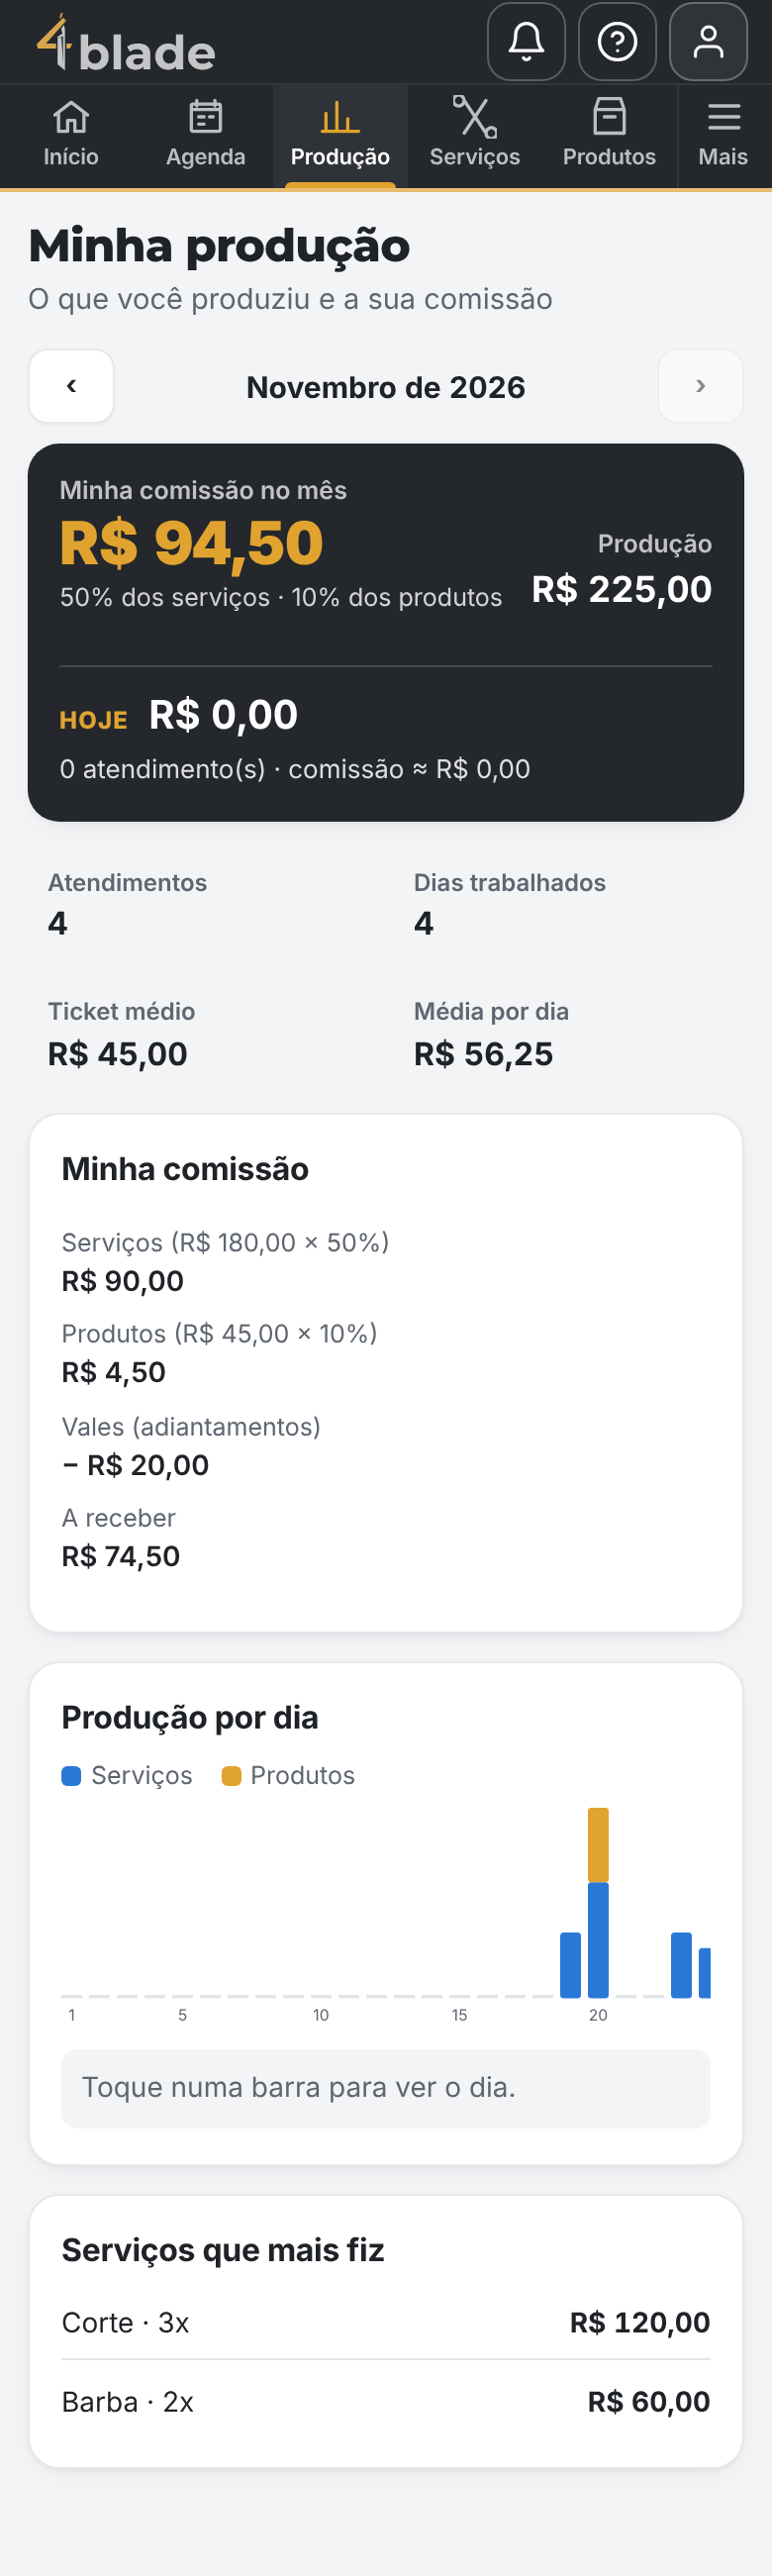 4blade
Início
Agenda
Produção
Serviços
Produtos
Mais
Minha produção
O que você produziu e a sua comissão
‹
Novembro de 2026
›
Minha comissão no mês
R$ 94,50
50% dos serviços · 10% dos produtos
Produção
R$ 225,00
HOJE R$ 0,00
0 atendimento(s) · comissão ≈ R$ 0,00
Atendimentos
4
Dias trabalhados
4
Ticket médio
R$ 45,00
Média por dia
R$ 56,25
Minha comissão
Serviços (R$ 180,00 × 50%)
R$ 90,00
Produtos (R$ 45,00 × 10%)
R$ 4,50
Vales (adiantamentos)
− R$ 20,00
A receber
R$ 74,50
Produção por dia
Serviços Produtos
1 5 10 15 20
Toque numa barra para ver o dia.
Serviços que mais fiz
Corte · 3x R$ 120,00
Barba · 2x R$ 60,00